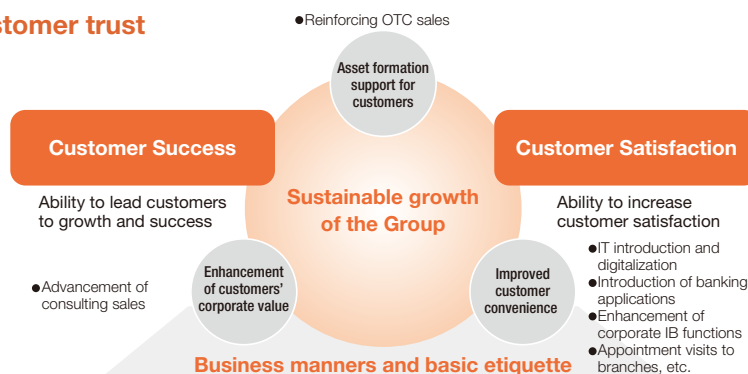 stomer trust
●Reinforcing OTC sales
Asset formation
support for
customers
Customer Success
Customer Satisfaction
Ability to lead customers
to growth and success
Sustainable growth
of the Group
Ability to increase
customer satisfaction
●Advancement of
consulting sales
Enhancement
of customers’
corporate value
Improved
customer
convenience
●IT introduction and
digitalization
●Introduction of banking
applications
●Enhancement of
corporate IB functions
●Appointment visits to
branches, etc.
Business manners and basic etiquette